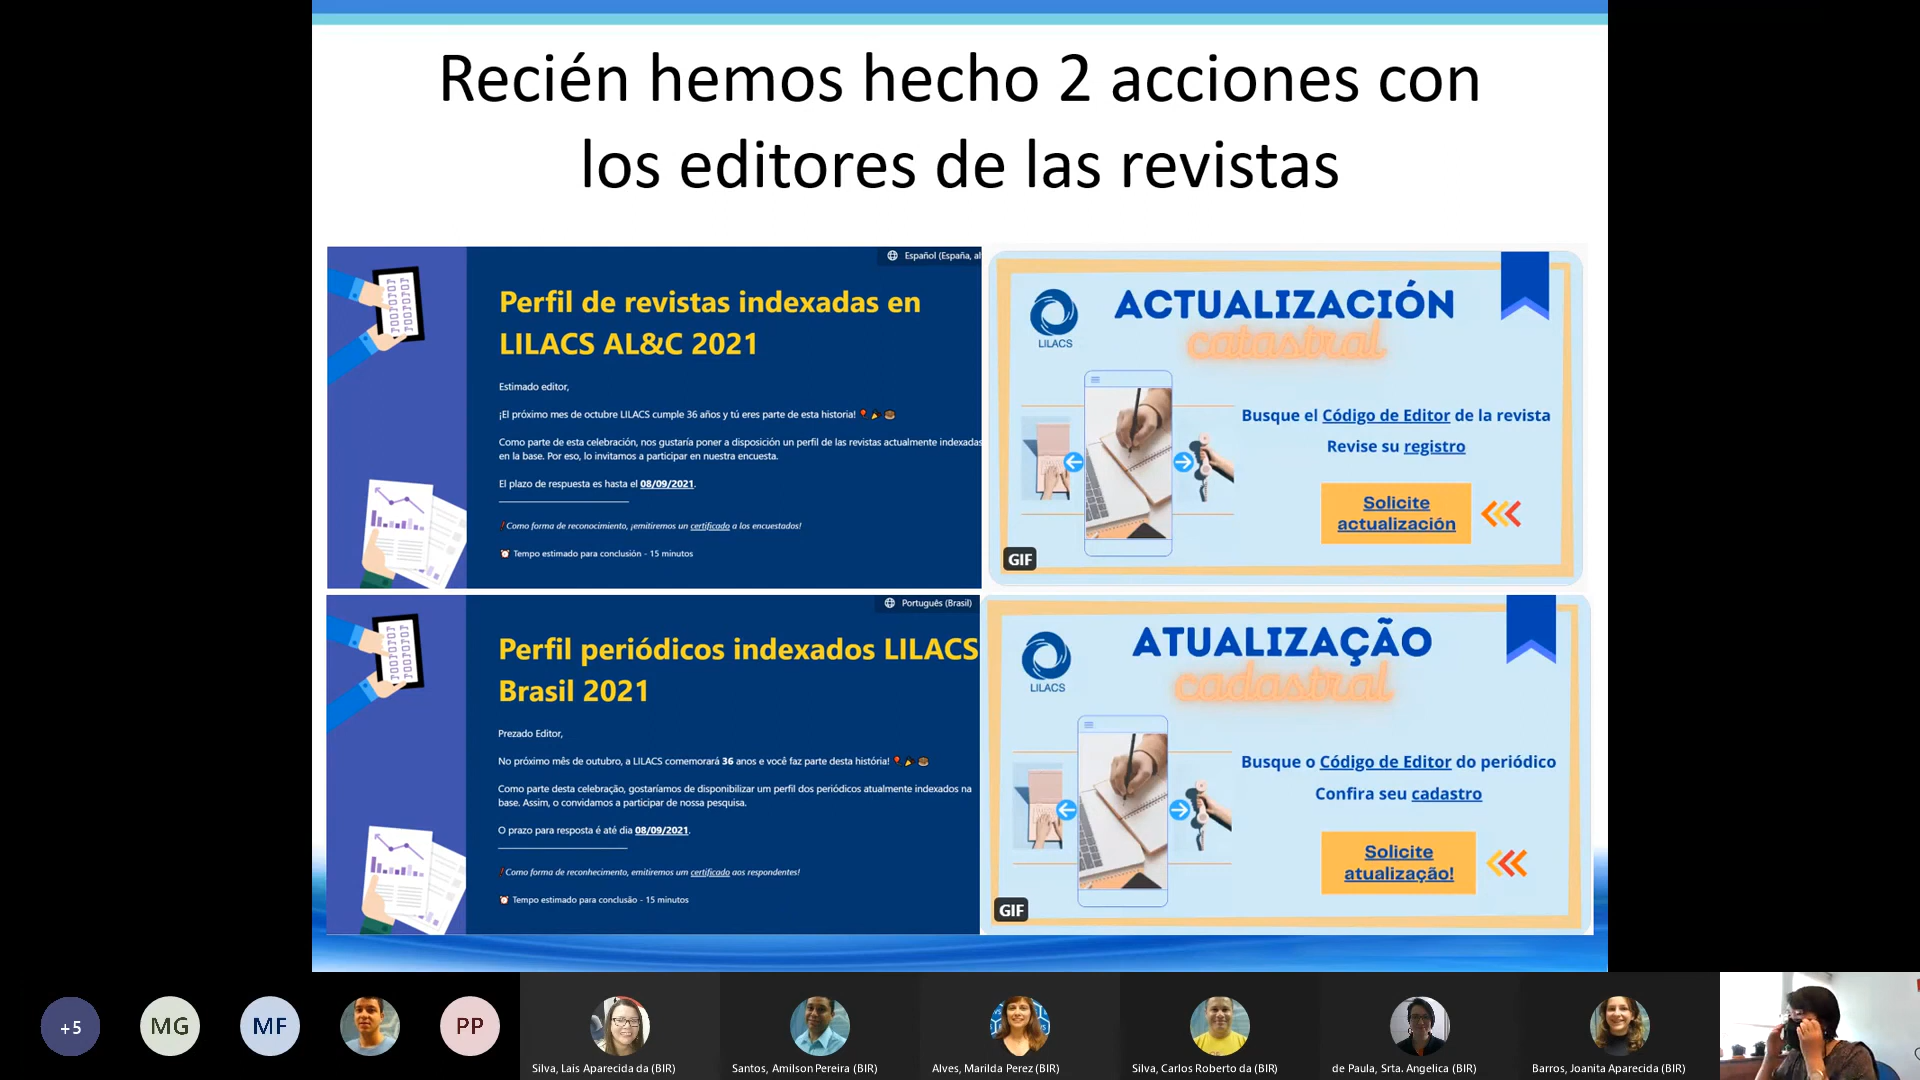 Recién hemos hecho 2 acciones con
los editores de las revistas
Español (España, al
Perfil de revistas indexadas en
LILACS AL&C 2021
Estimado editor,
¡El próximo mes de octubre LILACS cumple 36 años y tú eres parte de esta historia!
Como parte de esta celebración, nos gustaría poner a disposición un perfil de las revistas actualmente indexadas
en la base. Por eso, lo invitamos a participar en nuestra encuesta.
El plazo de respuesta es hasta el 08/09/2021.
Como forma de reconocimiento, ¡emitiremos un certificado a los encuestados!
Tempo estimado para conclusión - 15 minutos
LILACS
ACTUALIZACIÓN
catastral
Busque el Código de Editor de la revista
Revise su registro
Solicite
actualización
GIF
Português (Brasil)
Perfil periódicos indexados LILACS
Brasil 2021
Prezado Editor,
No próximo mês de outubro, a LILACS comemorará 36 anos e você faz parte desta história!
Como parte desta celebração, gostaríamos de disponibilizar um perfil dos periódicos atualmente indexados na
base. Assim, o convidamos a participar de nossa pesquisa.
O prazo para resposta é até dia 08/09/2021.
Como forma de reconhecimento, emitiremos um certificado aos respondentes!
Tempo estimado para conclusão - 15 minutos
LILACS
ATUALIZAÇÃO
cadastral
Busque o Código de Editor do periódico
Confira seu cadastro
Solicite
atualização!
GIF
+5
MG
MF
PP
Silva, Lais Aparecida da (BIR)
Santos, Amilson Pereira (BIR)
Alves, Marilda Perez (BIR)
Silva, Carlos Roberto da (BIR)
de Paula, Srta. Angelica (BIR)
Barros, Joanita Aparecida (BIR)